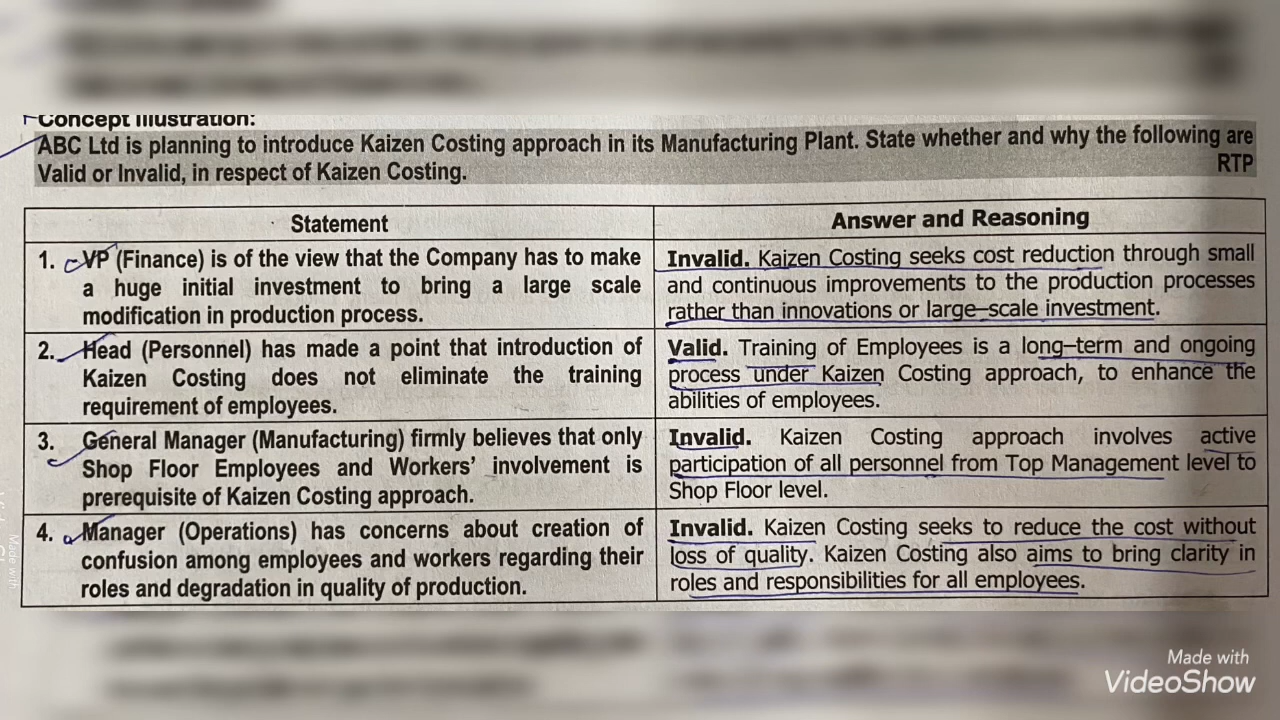 Concept Illustration:
ABC Ltd is planning to introduce Kaizen Costing approach in its Manufacturing Plant. State whether and why the following are
Valid or Invalid, in respect of Kaizen Costing. RTP
Statement
Answer and Reasoning
1. VP (Finance) is of the view that the Company has to make
a huge initial investment to bring a large scale
modification in production process.
Invalid. Kaizen Costing seeks cost reduction through small
and continuous improvements to the production processes
rather than innovations or large–scale investment.
2. Head (Personnel) has made a point that introduction of
Kaizen Costing does not eliminate the training
requirement of employees.
Valid. Training of Employees is a long–term and ongoing
process under Kaizen Costing approach, to enhance the
abilities of employees.
3. General Manager (Manufacturing) firmly believes that only
Shop Floor Employees and Workers' involvement is
prerequisite of Kaizen Costing approach.
Invalid. Kaizen Costing approach involves active
participation of all personnel from Top Management level to
Shop Floor level.
4. Manager (Operations) has concerns about creation of
confusion among employees and workers regarding their
roles and degradation in quality of production.
Invalid. Kaizen Costing seeks to reduce the cost without
loss of quality. Kaizen Costing also aims to bring clarity in
roles and responsibilities for all employees.
Made with
VideoShow